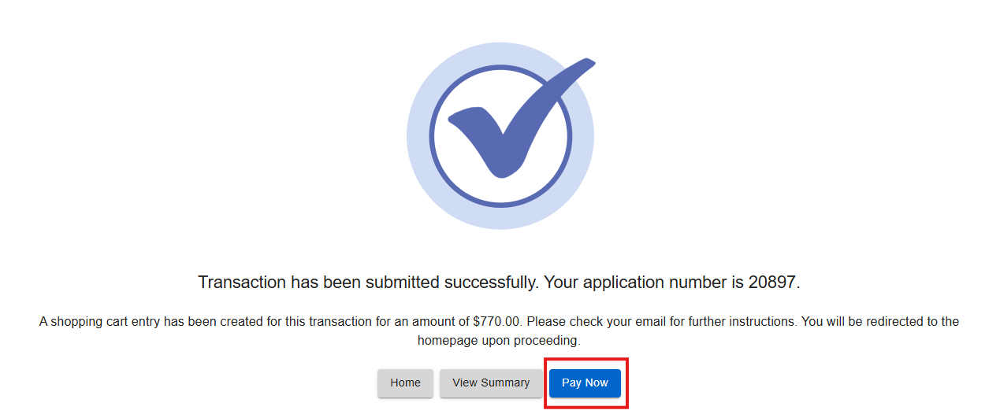 Transaction has been submitted successfully. Your application number is 20897.
A shopping cart entry has been created for this transaction for an amount of $770.00. Please check your email for further instructions. You will be redirected to the
homepage upon proceeding.
Home
View Summary
Pay Now